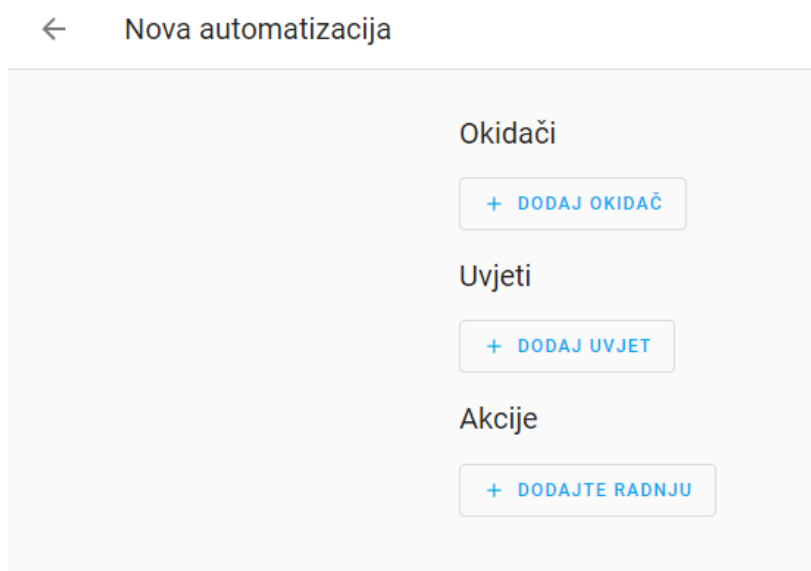 Nova automatizacija
Okidači
+ DODAJ OKIDAČ
Uvjeti
+ DODAJ UVJET
Akcije
+ DODAJTE RADNJU